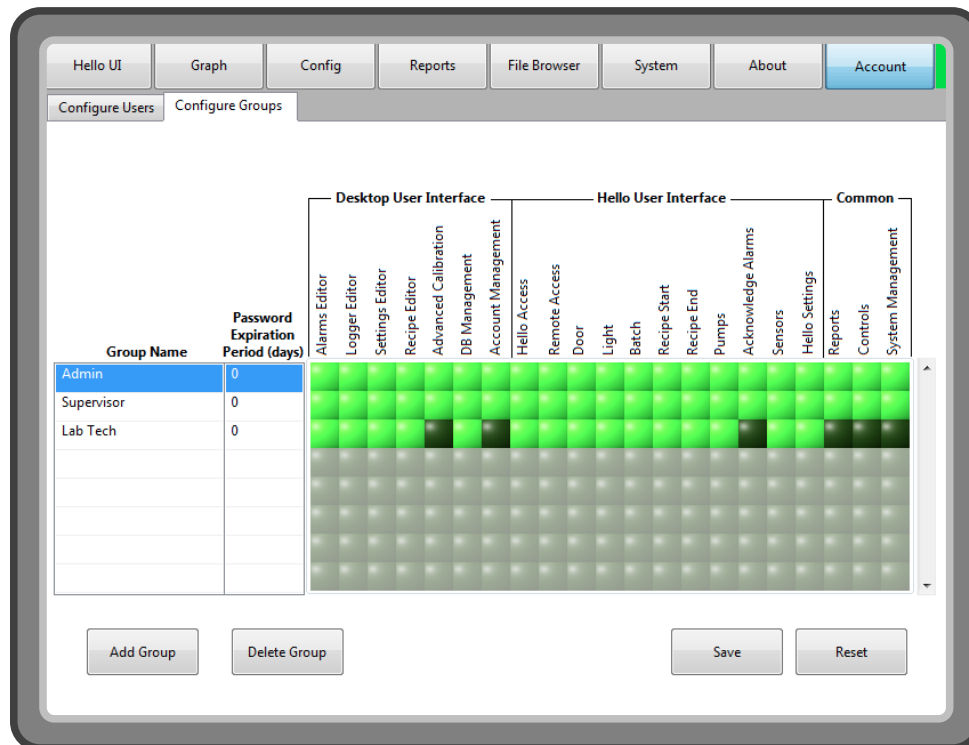 Hello UI
Graph
Config
Reports
File Browser
System
About
Account
Configure Users
Configure Groups
Desktop User Interface
Hello User Interface
Common
Alarms Editor
Logger Editor
Settings Editor
Recipe Editor
Advanced Calibration
DB Management
Account Management
Hello Access
Remote Access
Door
Light
Batch
Recipe Start
Recipe End
Pumps
Acknowledge Alarms
Sensors
Hello Settings
Reports
Controls
System Management
Group Name
Password
Expiration
Period (days)
Admin 0
Supervisor 0
Lab Tech 0
Add Group
Delete Group
Save
Reset